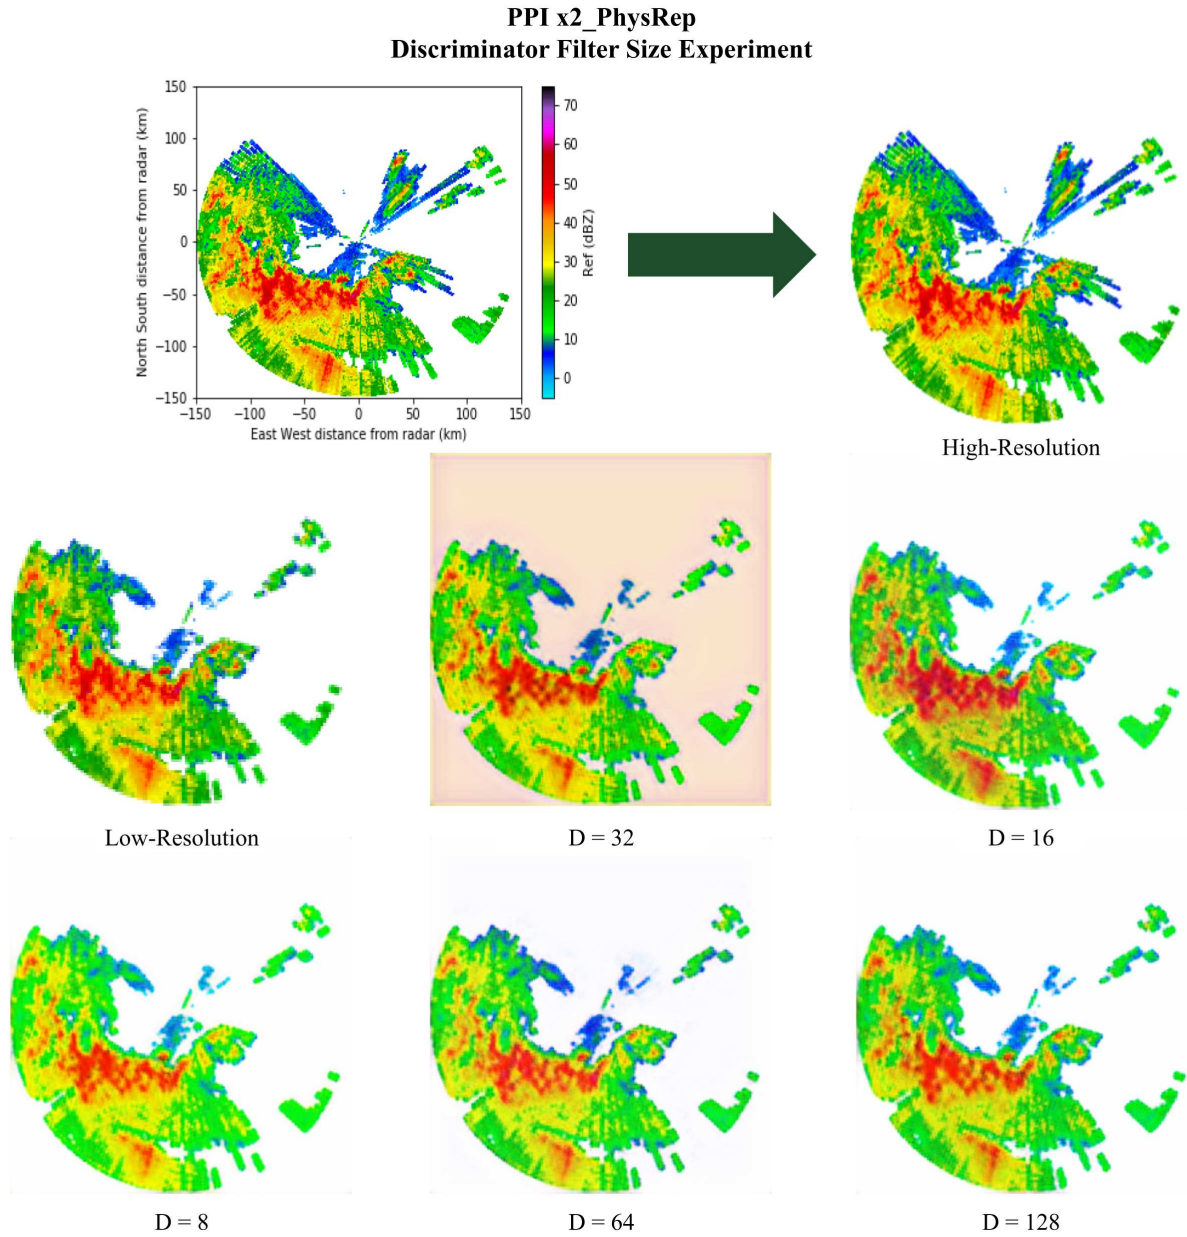 PPI x2_PhysRep
Discriminator Filter Size Experiment
North South distance from radar (km)
150
100
50
0
−50
−100
−150
−150
−100
−50
0
50
100
150
East West distance from radar (km)
70
60
50
40
30
20
10
0
Ref (dBZ)
High-Resolution
Low-Resolution
D = 32
D = 16
D = 8
D = 64
D = 128